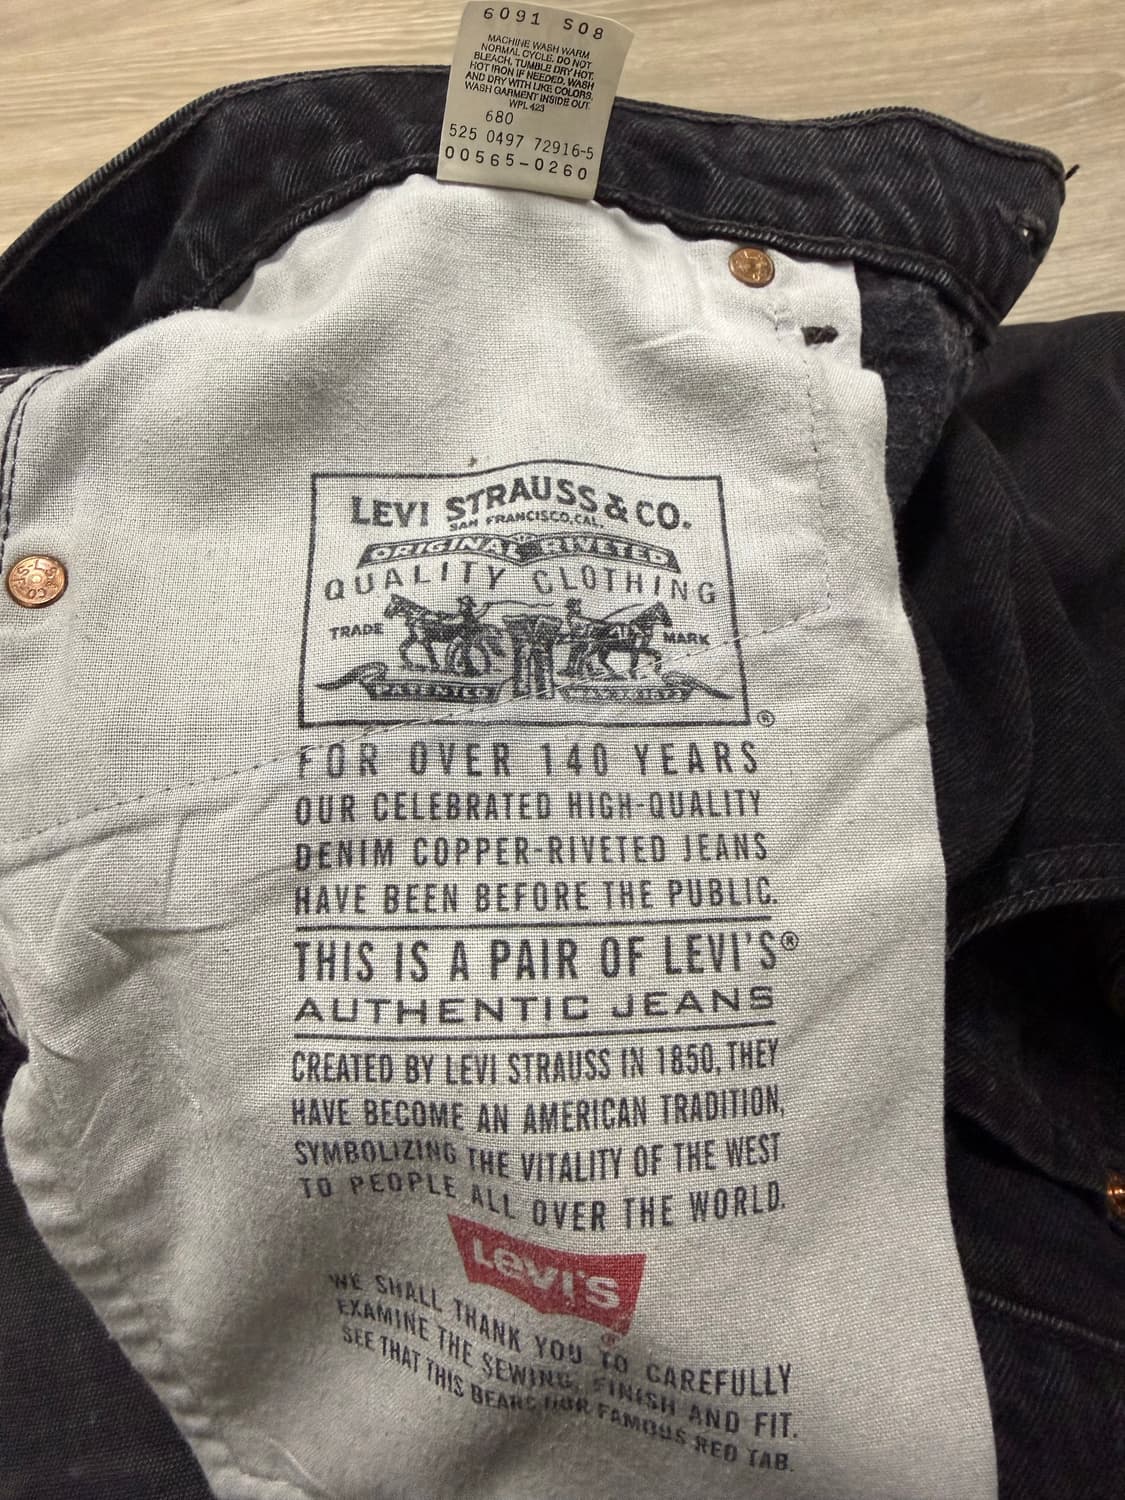 6091 S08
MACHINE WASH WARM
NORMAL CYCLE. DO NOT
BLEACH. TUMBLE DRY HOT.
HOT IRON IF NEEDED. WASH
AND DRY WITH LIKE COLORS.
WASH GARMENT INSIDE OUT.
WPL 423
680
525 0497 72916-5
00565-0260
LEVI STRAUSS & CO.
SAN FRANCISCO, CAL.
ORIGINAL RIVETED
QUALITY CLOTHING
TRADE MARK
PATENTED MAY 20 1873
®
FOR OVER 140 YEARS
OUR CELEBRATED HIGH-QUALITY
DENIM COPPER-RIVETED JEANS
HAVE BEEN BEFORE THE PUBLIC.
THIS IS A PAIR OF LEVI'S®
AUTHENTIC JEANS
CREATED BY LEVI STRAUSS IN 1850, THEY
HAVE BECOME AN AMERICAN TRADITION,
SYMBOLIZING THE VITALITY OF THE WEST
TO PEOPLE ALL OVER THE WORLD.
Levi's
®
WE SHALL THANK YOU TO CAREFULLY
EXAMINE THE SEWING, FINISH AND FIT.
SEE THAT THIS BEARS OUR FAMOUS RED TAB.